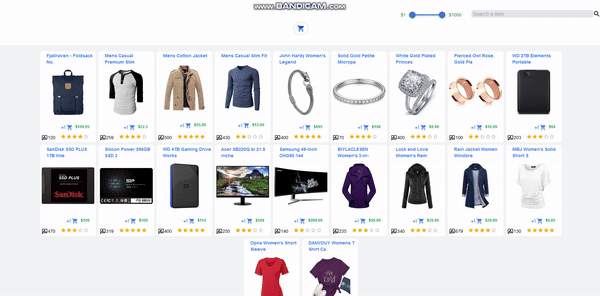 www.BANDICAM.com
$1
$1000
Search a item
Fjallraven - Foldsack
No.
Mens Casual
Premium Slim
Mens Cotton Jacket
Mens Casual Slim Fit
John Hardy Women's
Legend
Solid Gold Petite
Micropa
White Gold Plated
Princes
Pierced Owl Rose
Gold Pla
WD 2TB Elements
Portable
+1 $109.95
+1 $22.3
+1 $55.99
+1 $15.99
+1 $695
+1 $168
+1 $9.99
+1 $10.99
+1 $64
120
259
500
430
400
70
400
100
203
SanDisk SSD PLUS
1TB Inte
Silicon Power 256GB
SSD 3
WD 4TB Gaming Drive
Works
Acer SB220Q bi 21.5
inche
Samsung 49-Inch
CHG90 144
BIYLACLESEN
Women's 3-in-
Lock and Love
Women's Rem
Rain Jacket Women
Windbre
MBJ Women's Solid
Short S
SanDisk
SSD PLUS
+1 $109
+1 $109
+1 $114
+1 $599
+1 $999.99
+1 $56.99
+1 $29.95
+1 $39.99
+1 $9.85
470
319
400
250
140
235
340
679
130
Opna Women's Short
Sleeve
DANVOUY Womens T
Shirt Ca